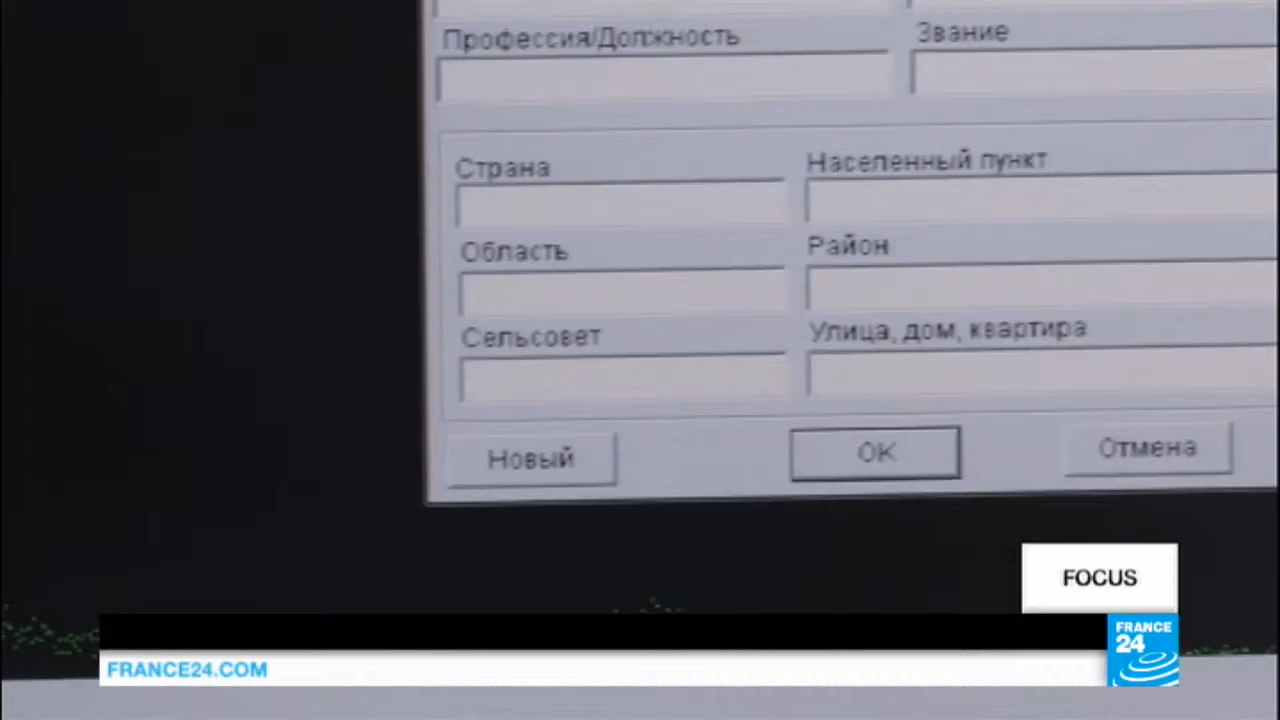 Профессия/Должность
Звание
Страна
Населенный пункт
Область
Район
Сельсовет
Улица, дом, квартира
Новый
OK
Отмена
FOCUS
FRANCE
24
FRANCE24.COM